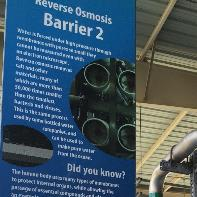 Reverse Osmosis
Barrier 2
Water is forced under high pressure through
membranes with pores so small they
cannot be measured even with
an electron microscope.
Reverse osmosis removes
salt and other
materials, many of
which are more than
50,000 times smaller
than the smallest
bacteria and viruses.
This is the same process
used by some bottled water
companies, and
can be used to
make pure water
from the ocean.
Did you know?
The human body uses many types of membranes
to protect internal organs, while allowing the
passage of essential compounds and